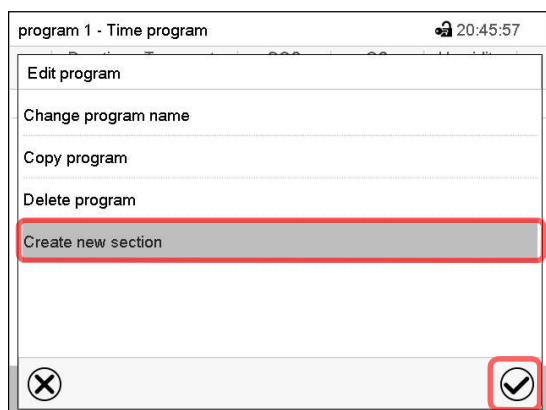 program 1 - Time program 20:45:57
Edit program
Change program name
Copy program
Delete program
Create new section